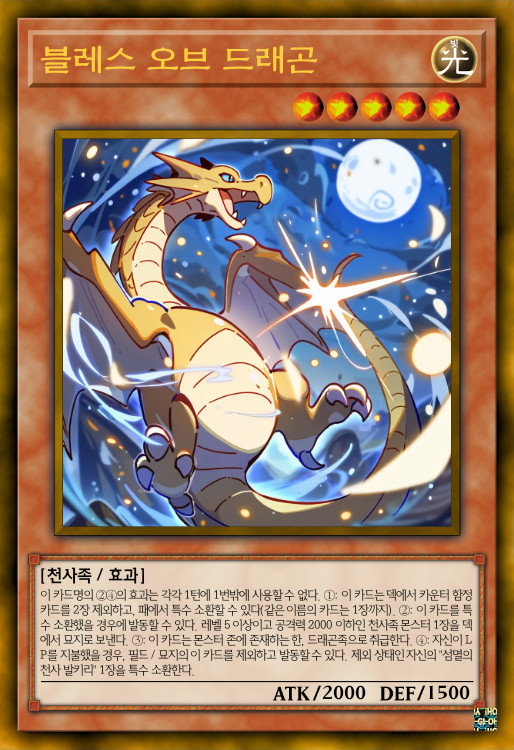 블레스 오브 드래곤
빛
光
[천사족 / 효과]
이 카드명의 ②④의 효과는 각각 1턴에 1번밖에 사용할 수 없다. ①: 이 카드는 덱에서 카운터 함정
카드를 2장 제외하고, 패에서 특수 소환할 수 있다(같은 이름의 카드는 1장까지). ②: 이 카드를 특
수 소환했을 경우에 발동할 수 있다. 레벨 5 이상이고 공격력 2000 이하인 천사족 몬스터 1장을 덱
에서 묘지로 보낸다. ③: 이 카드는 몬스터 존에 존재하는 한, 드래곤족으로 취급한다. ④: 자신이 L
P를 지불했을 경우, 필드 / 묘지의 이 카드를 제외하고 발동할 수 있다. 제외 상태인 자신의 "섬멸의
천사 발키리" 1장을 특수 소환한다.
ATK/2000 DEF/1500